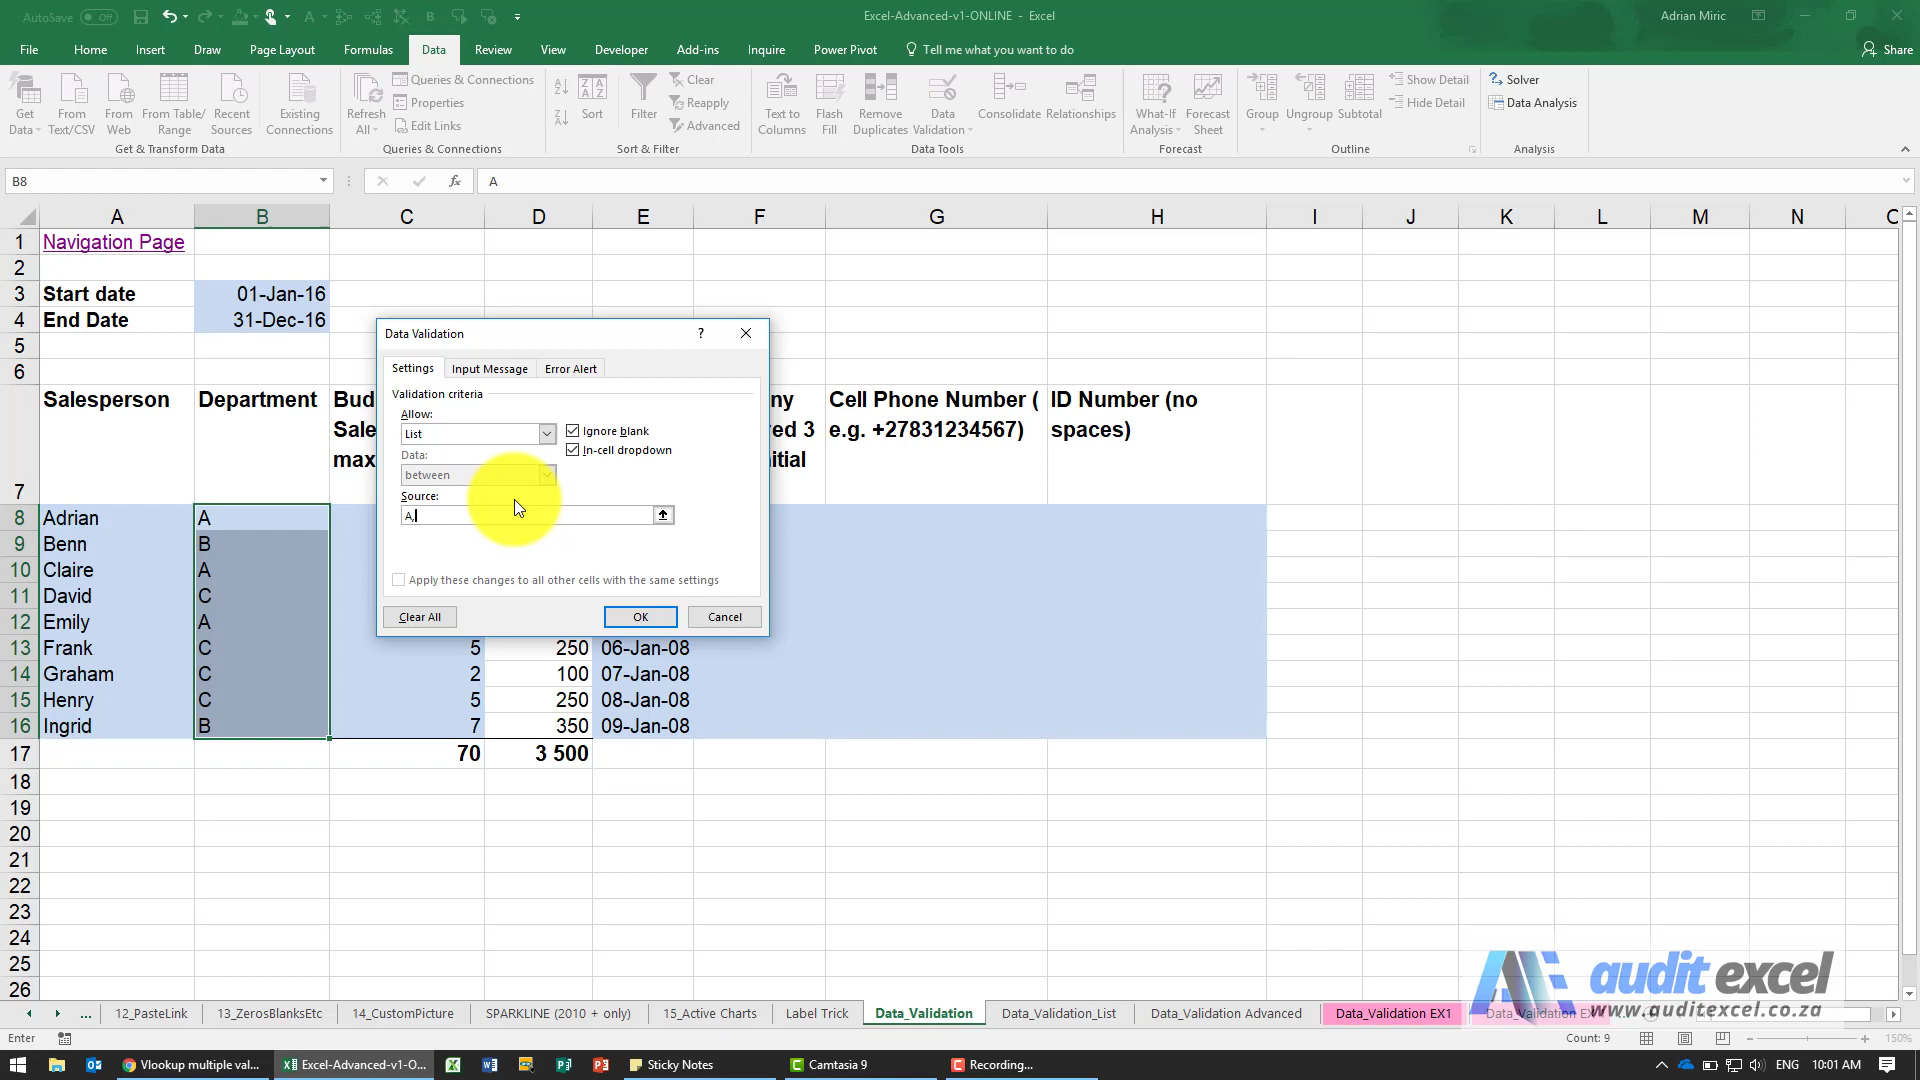 AutoSave Off
Excel-Advanced-v1-ONLINE - Excel
Adrian Miric
File Home Insert Draw Page Layout Formulas Data Review View Developer Add-ins Inquire Power Pivot Tell me what you want to do Share
Get Data
From Text/CSV
From Web
From Table/ Range
Recent Sources
Existing Connections
Get & Transform Data
Refresh All
Queries & Connections
Properties
Edit Links
Queries & Connections
Sort
Filter
Clear
Reapply
Advanced
Sort & Filter
Text to Columns
Flash Fill
Remove Duplicates
Data Validation
Consolidate
Relationships
Data Tools
What-If Analysis
Forecast Sheet
Forecast
Group
Ungroup
Subtotal
Show Detail
Hide Detail
Outline
Solver
Data Analysis
Analysis
B8 fx A
A B C D E F G H I J K L M N
1 Navigation Page
2
3 Start date 01-Jan-16
4 End Date 31-Dec-16
5
6
7 Salesperson Department
Cell Phone Number ( e.g. +27831234567)
ID Number (no spaces)
8 Adrian A
9 Benn B
10 Claire A
11 David C
12 Emily A
13 Frank C 5 250 06-Jan-08
14 Graham C 2 100 07-Jan-08
15 Henry C 5 250 08-Jan-08
16 Ingrid B 7 350 09-Jan-08
17 70 3 500
18
19
20
21
22
23
24
25
26
Data Validation ?
Settings Input Message Error Alert
Validation criteria
Allow:
List
Ignore blank
In-cell dropdown
Data:
between
Source:
A,
Apply these changes to all other cells with the same settings
Clear All OK Cancel
audit excel
www.auditexcel.co.za
... 12_PasteLink 13_ZerosBlanksEtc 14_CustomPicture SPARKLINE (2010 + only) 15_Active Charts Label Trick Data_Validation Data_Validation_List Data_Validation Advanced Data_Validation EX1
Enter Count: 9 150%
Vlookup multiple val... Excel-Advanced-v1-O... Sticky Notes Camtasia 9 Recording... ENG 10:01 AM